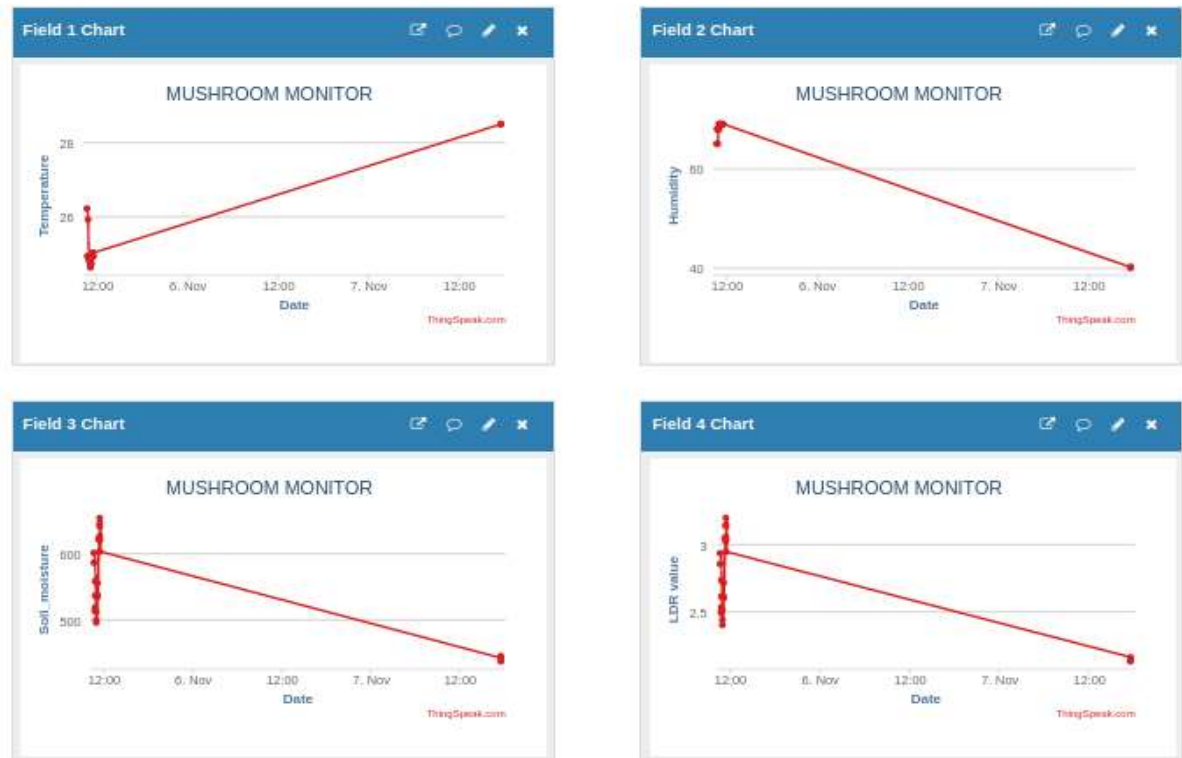 Field 1 Chart
MUSHROOM MONITOR
28
26
Temperature
12:00 6. Nov 12:00 7. Nov 12:00
Date
ThingSpeak.com
Field 2 Chart
MUSHROOM MONITOR
60
40
Humidity
12:00 6. Nov 12:00 7. Nov 12:00
Date
ThingSpeak.com
Field 3 Chart
MUSHROOM MONITOR
600
500
Soil_moisture
12:00 6. Nov 12:00 7. Nov 12:00
Date
ThingSpeak.com
Field 4 Chart
MUSHROOM MONITOR
3
2.5
LDR value
12:00 6. Nov 12:00 7. Nov 12:00
Date
ThingSpeak.com